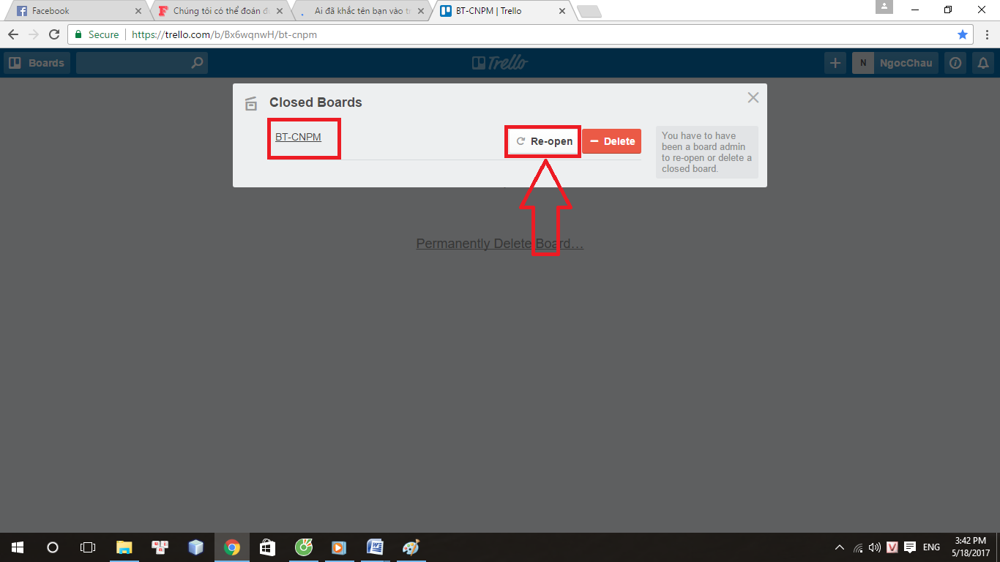 Facebook
Chúng tôi có thể đoán đ
Ai đã khắc tên bạn vào tr
BT-CNPM | Trello
Secure
https://trello.com/b/Bx6wqnwH/bt-cnpm
Boards
Trello
N
NgocChau
Closed Boards
BT-CNPM
Re-open
Delete
You have to have
been a board admin
to re-open or delete a
closed board.
Permanently Delete Board…
ENG
3:42 PM
5/18/2017